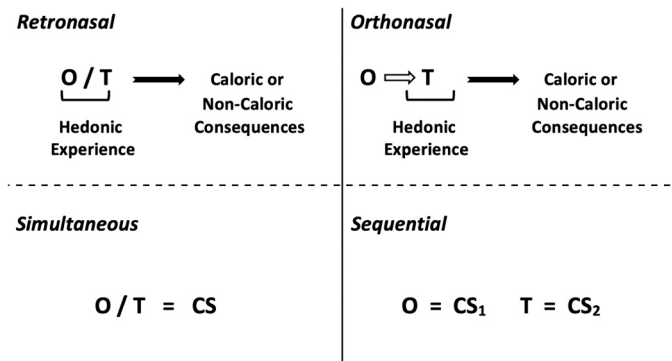 Retronasal
O / T
Caloric or
Non-Caloric
Consequences
Hedonic
Experience
Orthonasal
O ⇒ T
Caloric or
Non-Caloric
Consequences
Hedonic
Experience
Simultaneous
O / T = CS
Sequential
O = CS₁ T = CS₂